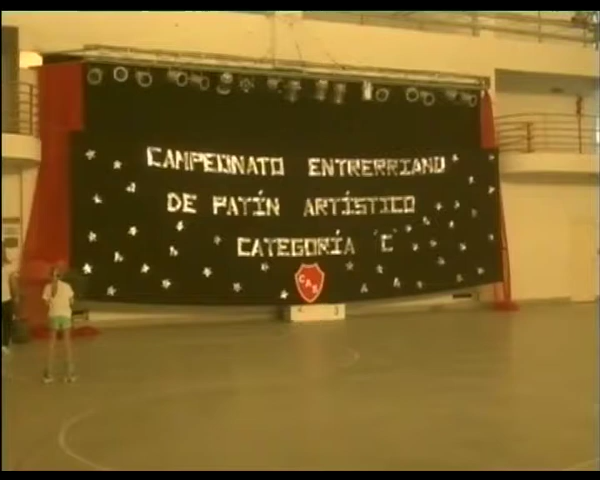 CAMPEONATO ENTRERRIANO
DE PATÍN ARTÍSTICO
CATEGORÍA "C"